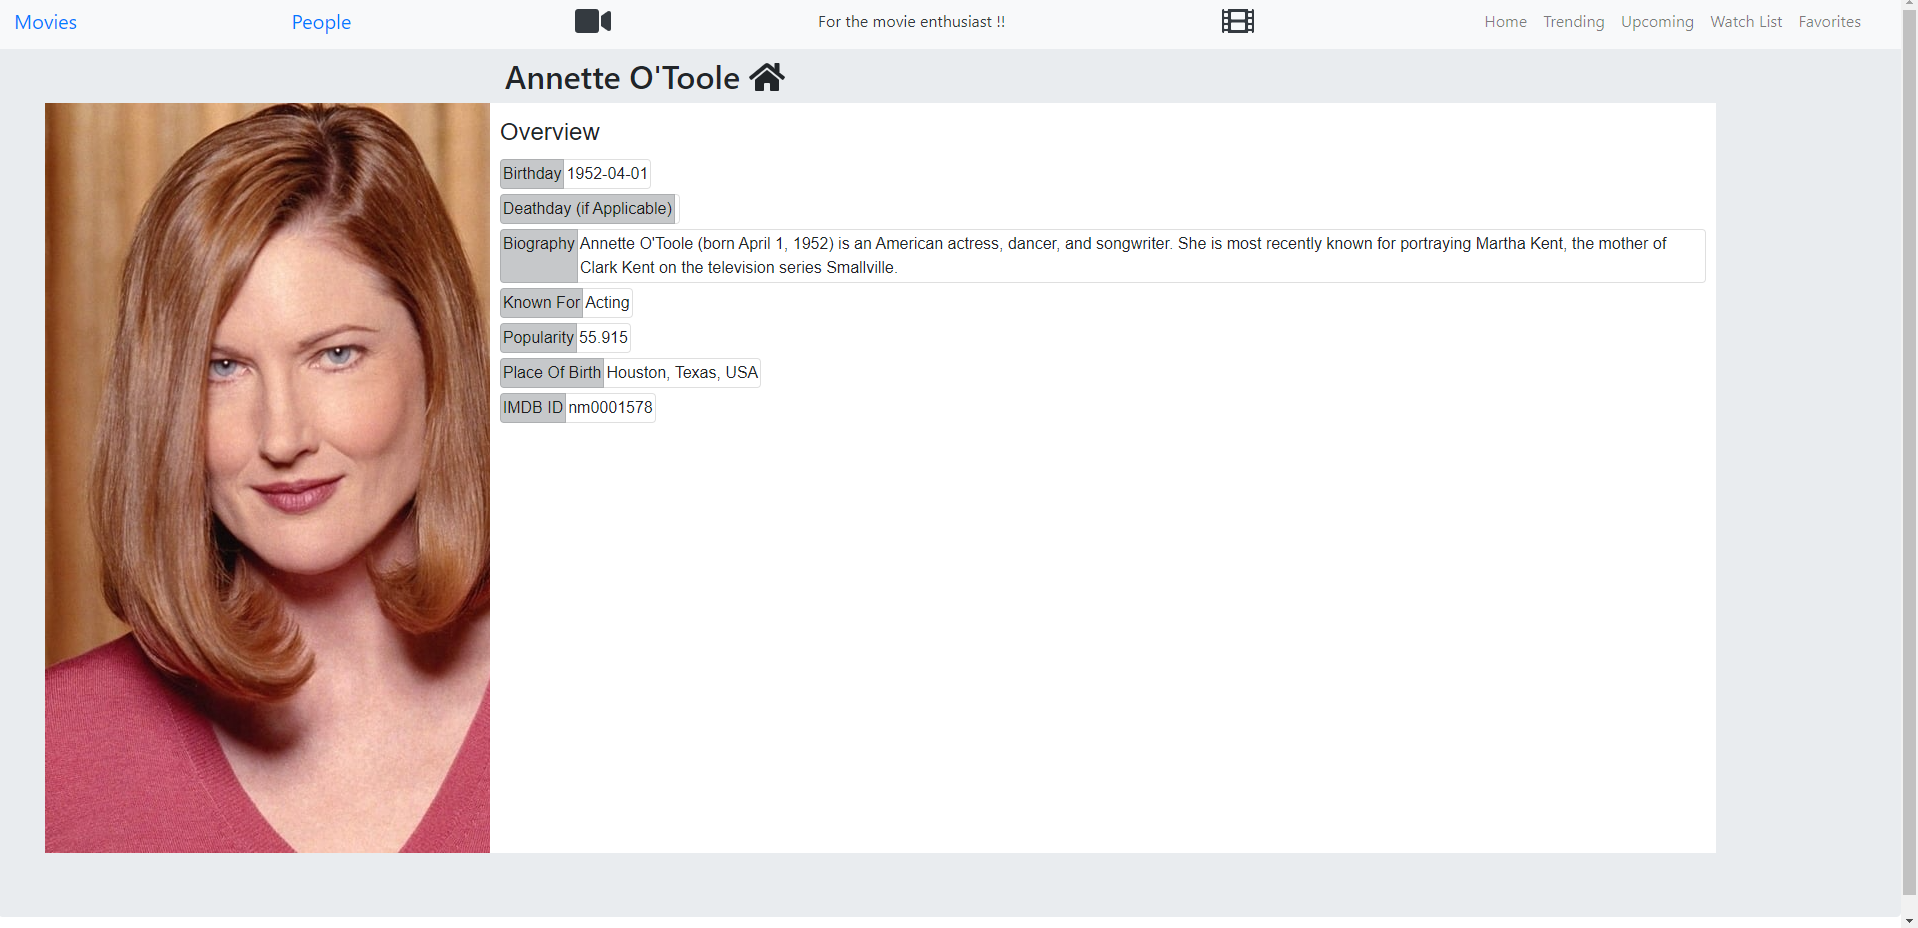 Movies People For the movie enthusiast !! Home Trending Upcoming Watch List Favorites
Annette O'Toole
Overview
Birthday 1952-04-01
Deathday (if Applicable)
Biography Annette O'Toole (born April 1, 1952) is an American actress, dancer, and songwriter. She is most recently known for portraying Martha Kent, the mother of
Clark Kent on the television series Smallville.
Known For Acting
Popularity 55.915
Place Of Birth Houston, Texas, USA
IMDB ID nm0001578